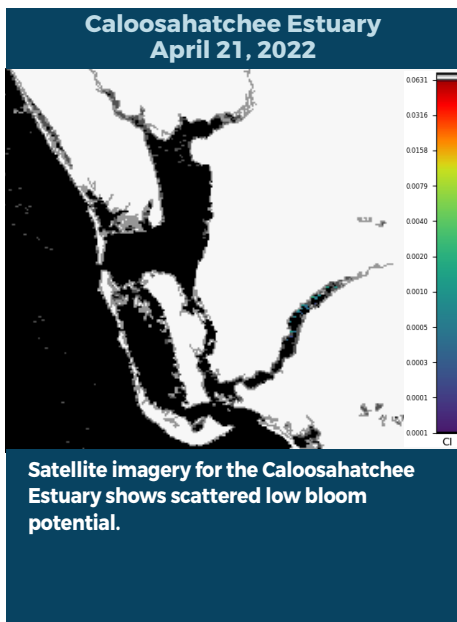 Caloosahatchee Estuary
April 21, 2022
0.0631
0.0316
0.0158
0.0079
0.0040
0.0020
0.0010
0.0005
0.0003
0.0001
0.0001
CI
Satellite imagery for the Caloosahatchee
Estuary shows scattered low bloom
potential.